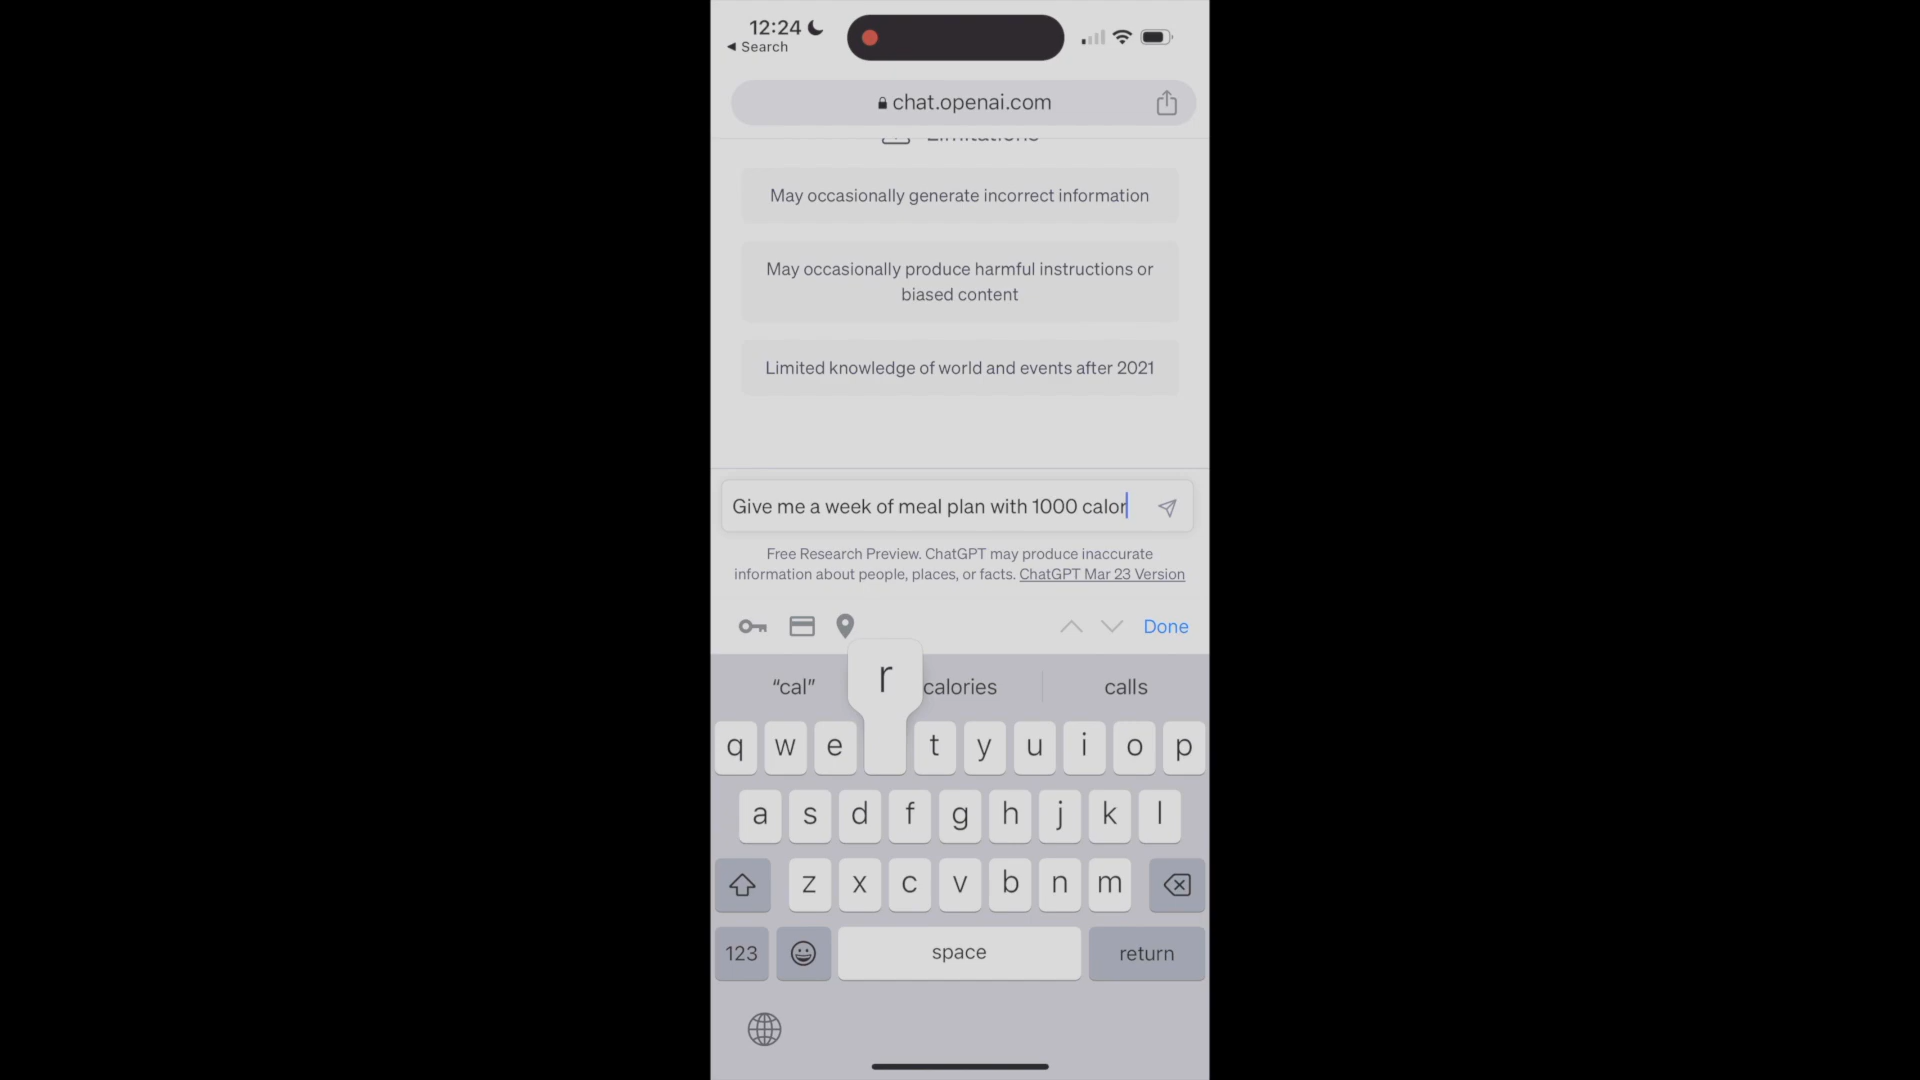 12:24
Search
chat.openai.com
Limitations
May occasionally generate incorrect information
May occasionally produce harmful instructions or
biased content
Limited knowledge of world and events after 2021
Give me a week of meal plan with 1000 calor
Free Research Preview. ChatGPT may produce inaccurate
information about people, places, or facts. ChatGPT Mar 23 Version
Done
“cal” calories calls
r
q w e t y u i o p
a s d f g h j k l
z x c v b n m
123 space return